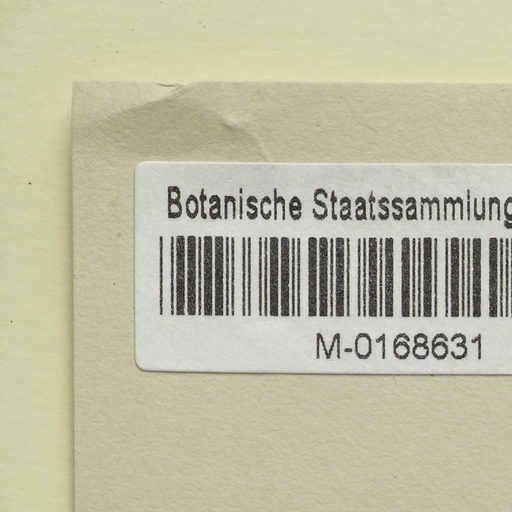 Botanische Staatssammlung
M-0168631